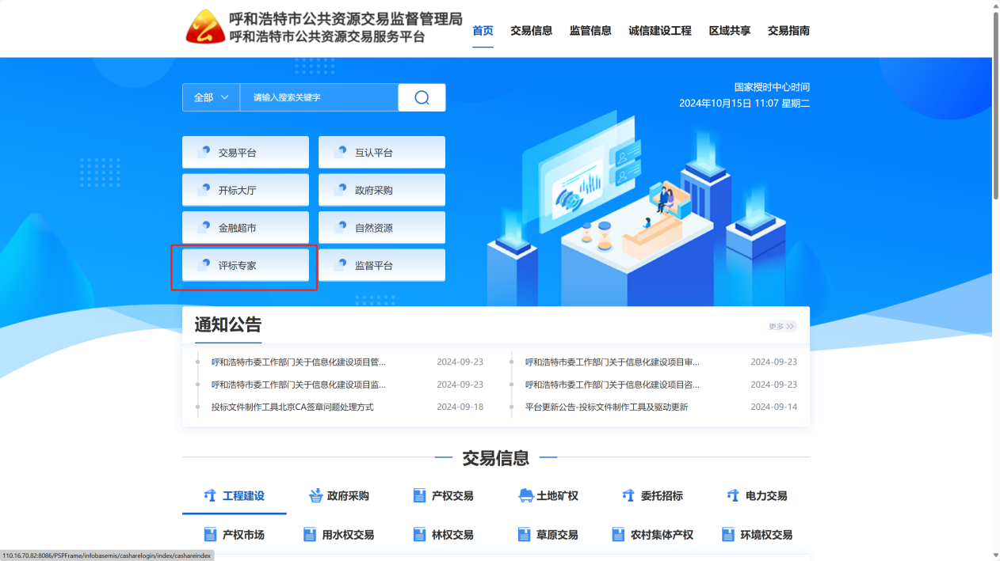 呼和浩特市公共资源交易监督管理局
呼和浩特市公共资源交易服务平台
首页 交易信息 监管信息 诚信建设工程 区域共享 交易指南
全部 请输入搜索关键字
国家授时中心时间
2024年10月15日 11:07 星期二
交易平台 互认平台
开标大厅 政府采购
金融超市 自然资源
评标专家 监督平台
通知公告 更多
呼和浩特市委工作部门关于信息化建设项目管... 2024-09-23 呼和浩特市委工作部门关于信息化建设项目审... 2024-09-23
呼和浩特市委工作部门关于信息化建设项目监... 2024-09-23 呼和浩特市委工作部门关于信息化建设项目咨... 2024-09-23
投标文件制作工具北京CA签章问题处理方式 2024-09-18 平台更新公告-投标文件制作工具及驱动更新 2024-09-14
交易信息
工程建设 政府采购 产权交易 土地矿权 委托招标 电力交易
产权市场 用水权交易 林权交易 草原交易 农村集体产权 环境权交易
110.16.70.82:8086/PSPFrame/infobasemis/casharelogin/index/cashareindex